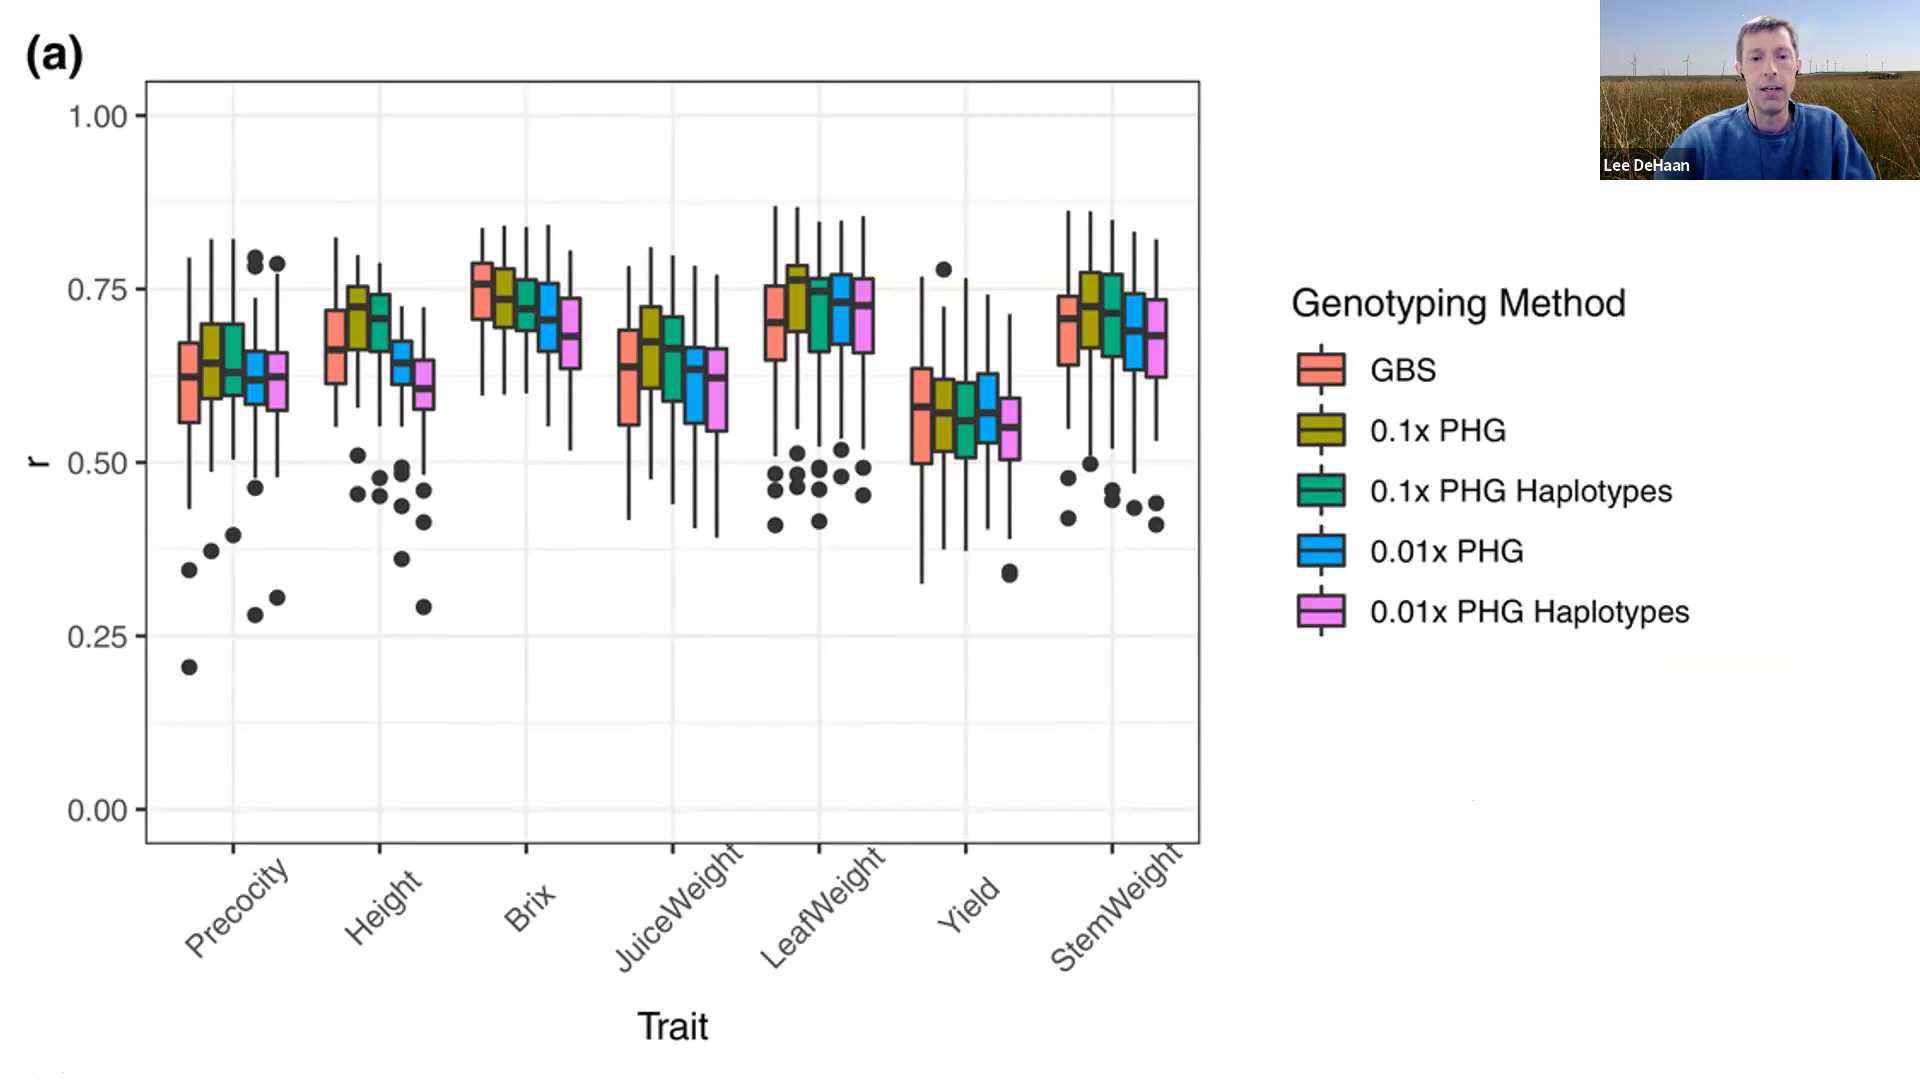 (a)
Lee DeHaan
1.00
0.75
0.50
0.25
0.00
r
Precocity
Height
Brix
JuiceWeight
LeafWeight
Yield
StemWeight
Trait
Genotyping Method
GBS
0.1x PHG
0.1x PHG Haplotypes
0.01x PHG
0.01x PHG Haplotypes